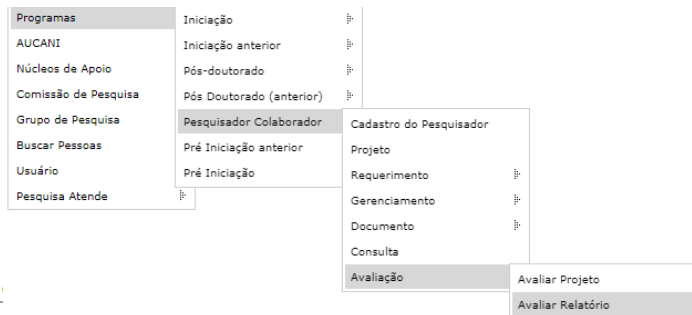 Programas
AUCANI
Núcleos de Apoio
Comissão de Pesquisa
Grupo de Pesquisa
Buscar Pessoas
Usuário
Pesquisa Atende
Iniciação
Iniciação anterior
Pós-doutorado
Pós Doutorado (anterior)
Pesquisador Colaborador
Pré Iniciação anterior
Pré Iniciação
Cadastro do Pesquisador
Projeto
Requerimento
Gerenciamento
Documento
Consulta
Avaliação
Avaliar Projeto
Avaliar Relatório